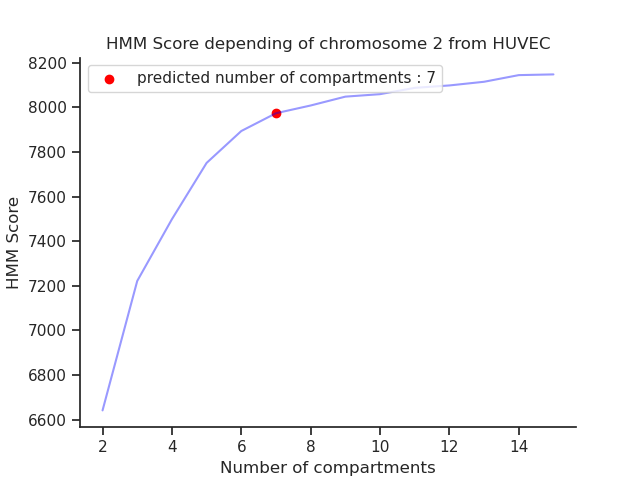 HMM Score depending of chromosome 2 from HUVEC
predicted number of compartments : 7
HMM Score
8200
8000
7800
7600
7400
7200
7000
6800
6600
2 4 6 8 10 12 14
Number of compartments